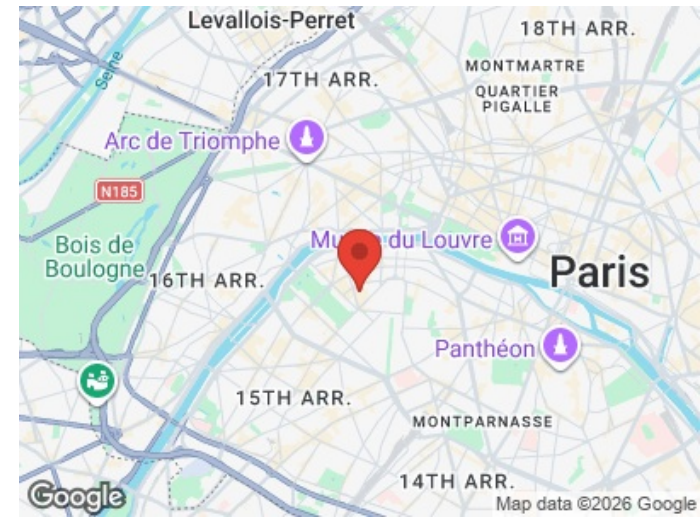 Levallois-Perret
18TH ARR.
Seine
MONTMARTRE
17TH ARR.
QUARTIER
PIGALLE
Arc de Triomphe
N185
Bois de
Boulogne
du Louvre
Paris
16TH ARR.
Panthéon
15TH ARR.
MONTPARNASSE
14TH ARR.
Google
Map data ©2026 Google